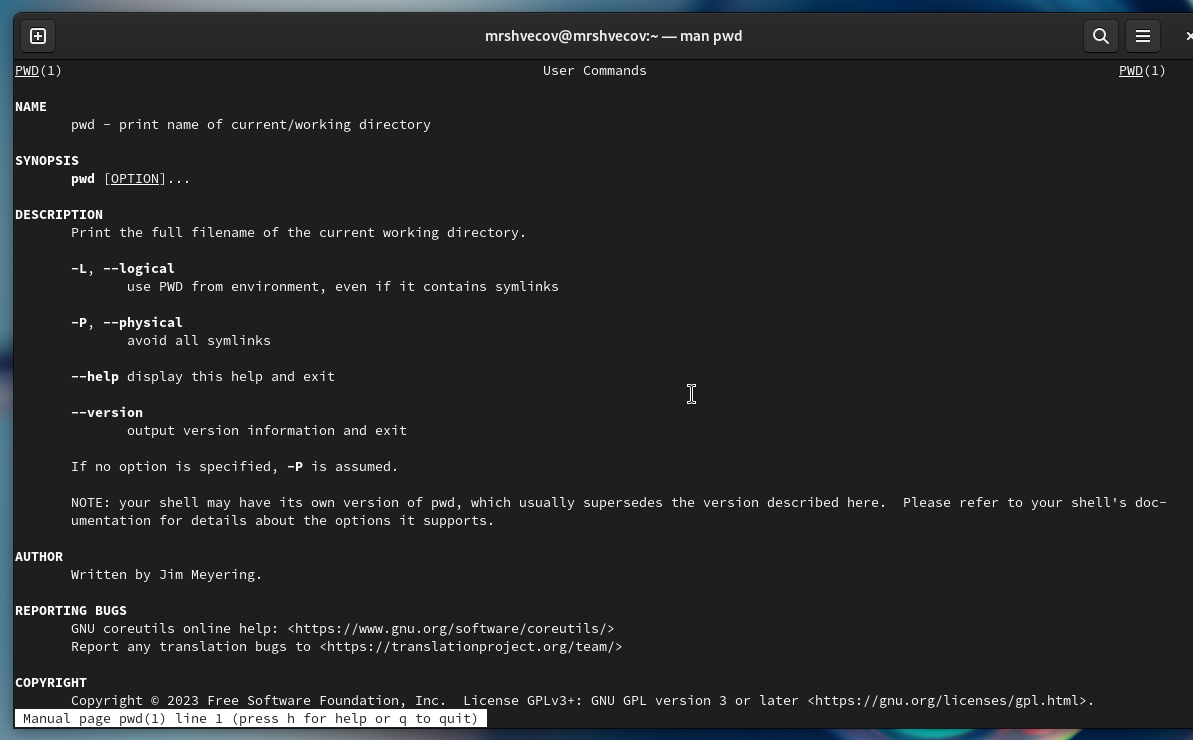 mrshvecov@mrshvecov:~ — man pwd
PWD(1) User Commands PWD(1)
NAME
pwd - print name of current/working directory
SYNOPSIS
pwd [OPTION]...
DESCRIPTION
Print the full filename of the current working directory.
-L, --logical
use PWD from environment, even if it contains symlinks
-P, --physical
avoid all symlinks
--help display this help and exit
--version
output version information and exit
If no option is specified, -P is assumed.
NOTE: your shell may have its own version of pwd, which usually supersedes the version described here.  Please refer to your shell's doc-
umentation for details about the options it supports.
AUTHOR
Written by Jim Meyering.
REPORTING BUGS
GNU coreutils online help: <https://www.gnu.org/software/coreutils/>
Report any translation bugs to <https://translationproject.org/team/>
COPYRIGHT
Copyright © 2023 Free Software Foundation, Inc.  License GPLv3+: GNU GPL version 3 or later <https://gnu.org/licenses/gpl.html>.
Manual page pwd(1) line 1 (press h for help or q to quit)